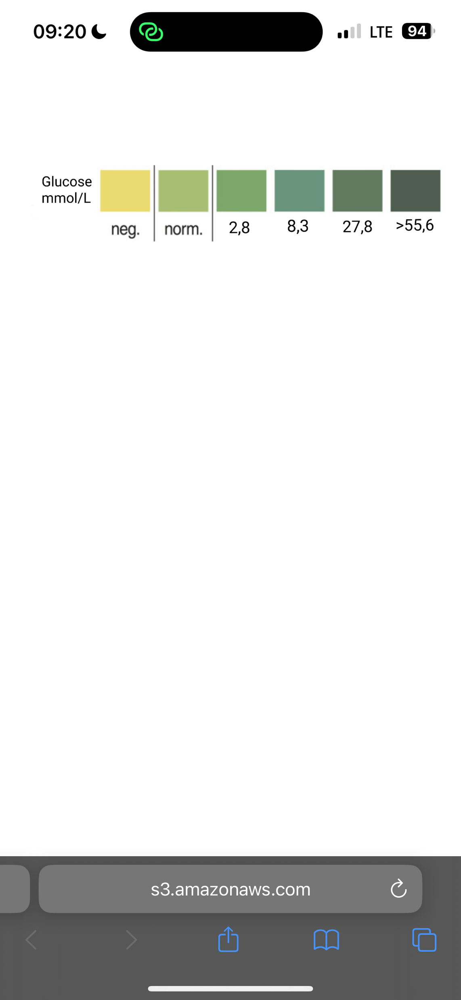 09:20 LTE 94
Glucose
mmol/L
neg. norm. 2,8 8,3 27,8 >55,6
s3.amazonaws.com